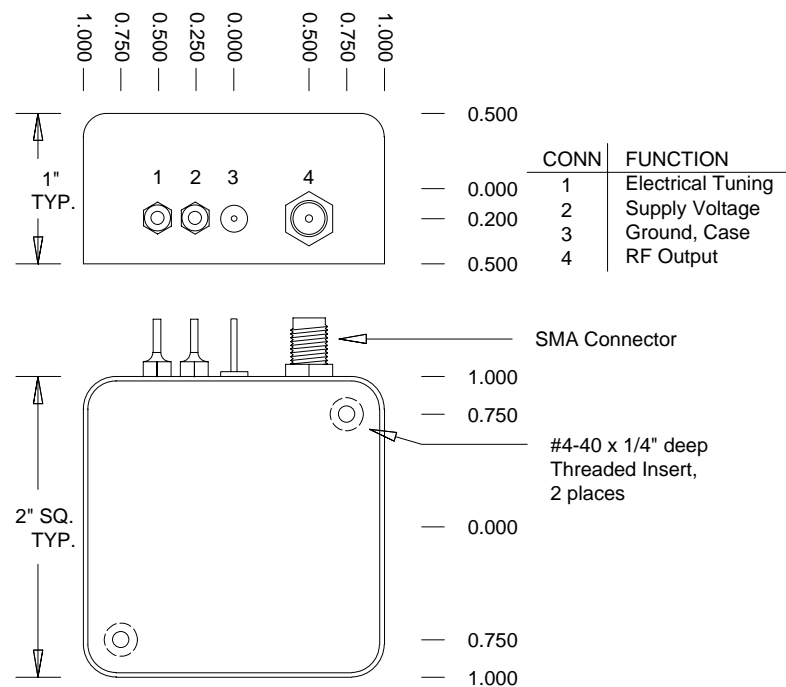 1.000
0.750
0.500
0.250
0.000
0.500
0.750
1.000
0.500
0.000
0.200
0.500
1"
TYP.
1 2 3 4
CONN FUNCTION
1 Electrical Tuning
2 Supply Voltage
3 Ground, Case
4 RF Output
SMA Connector
1.000
0.750
#4-40 x 1/4" deep
Threaded Insert,
2 places
2" SQ.
TYP.
0.000
0.750
1.000